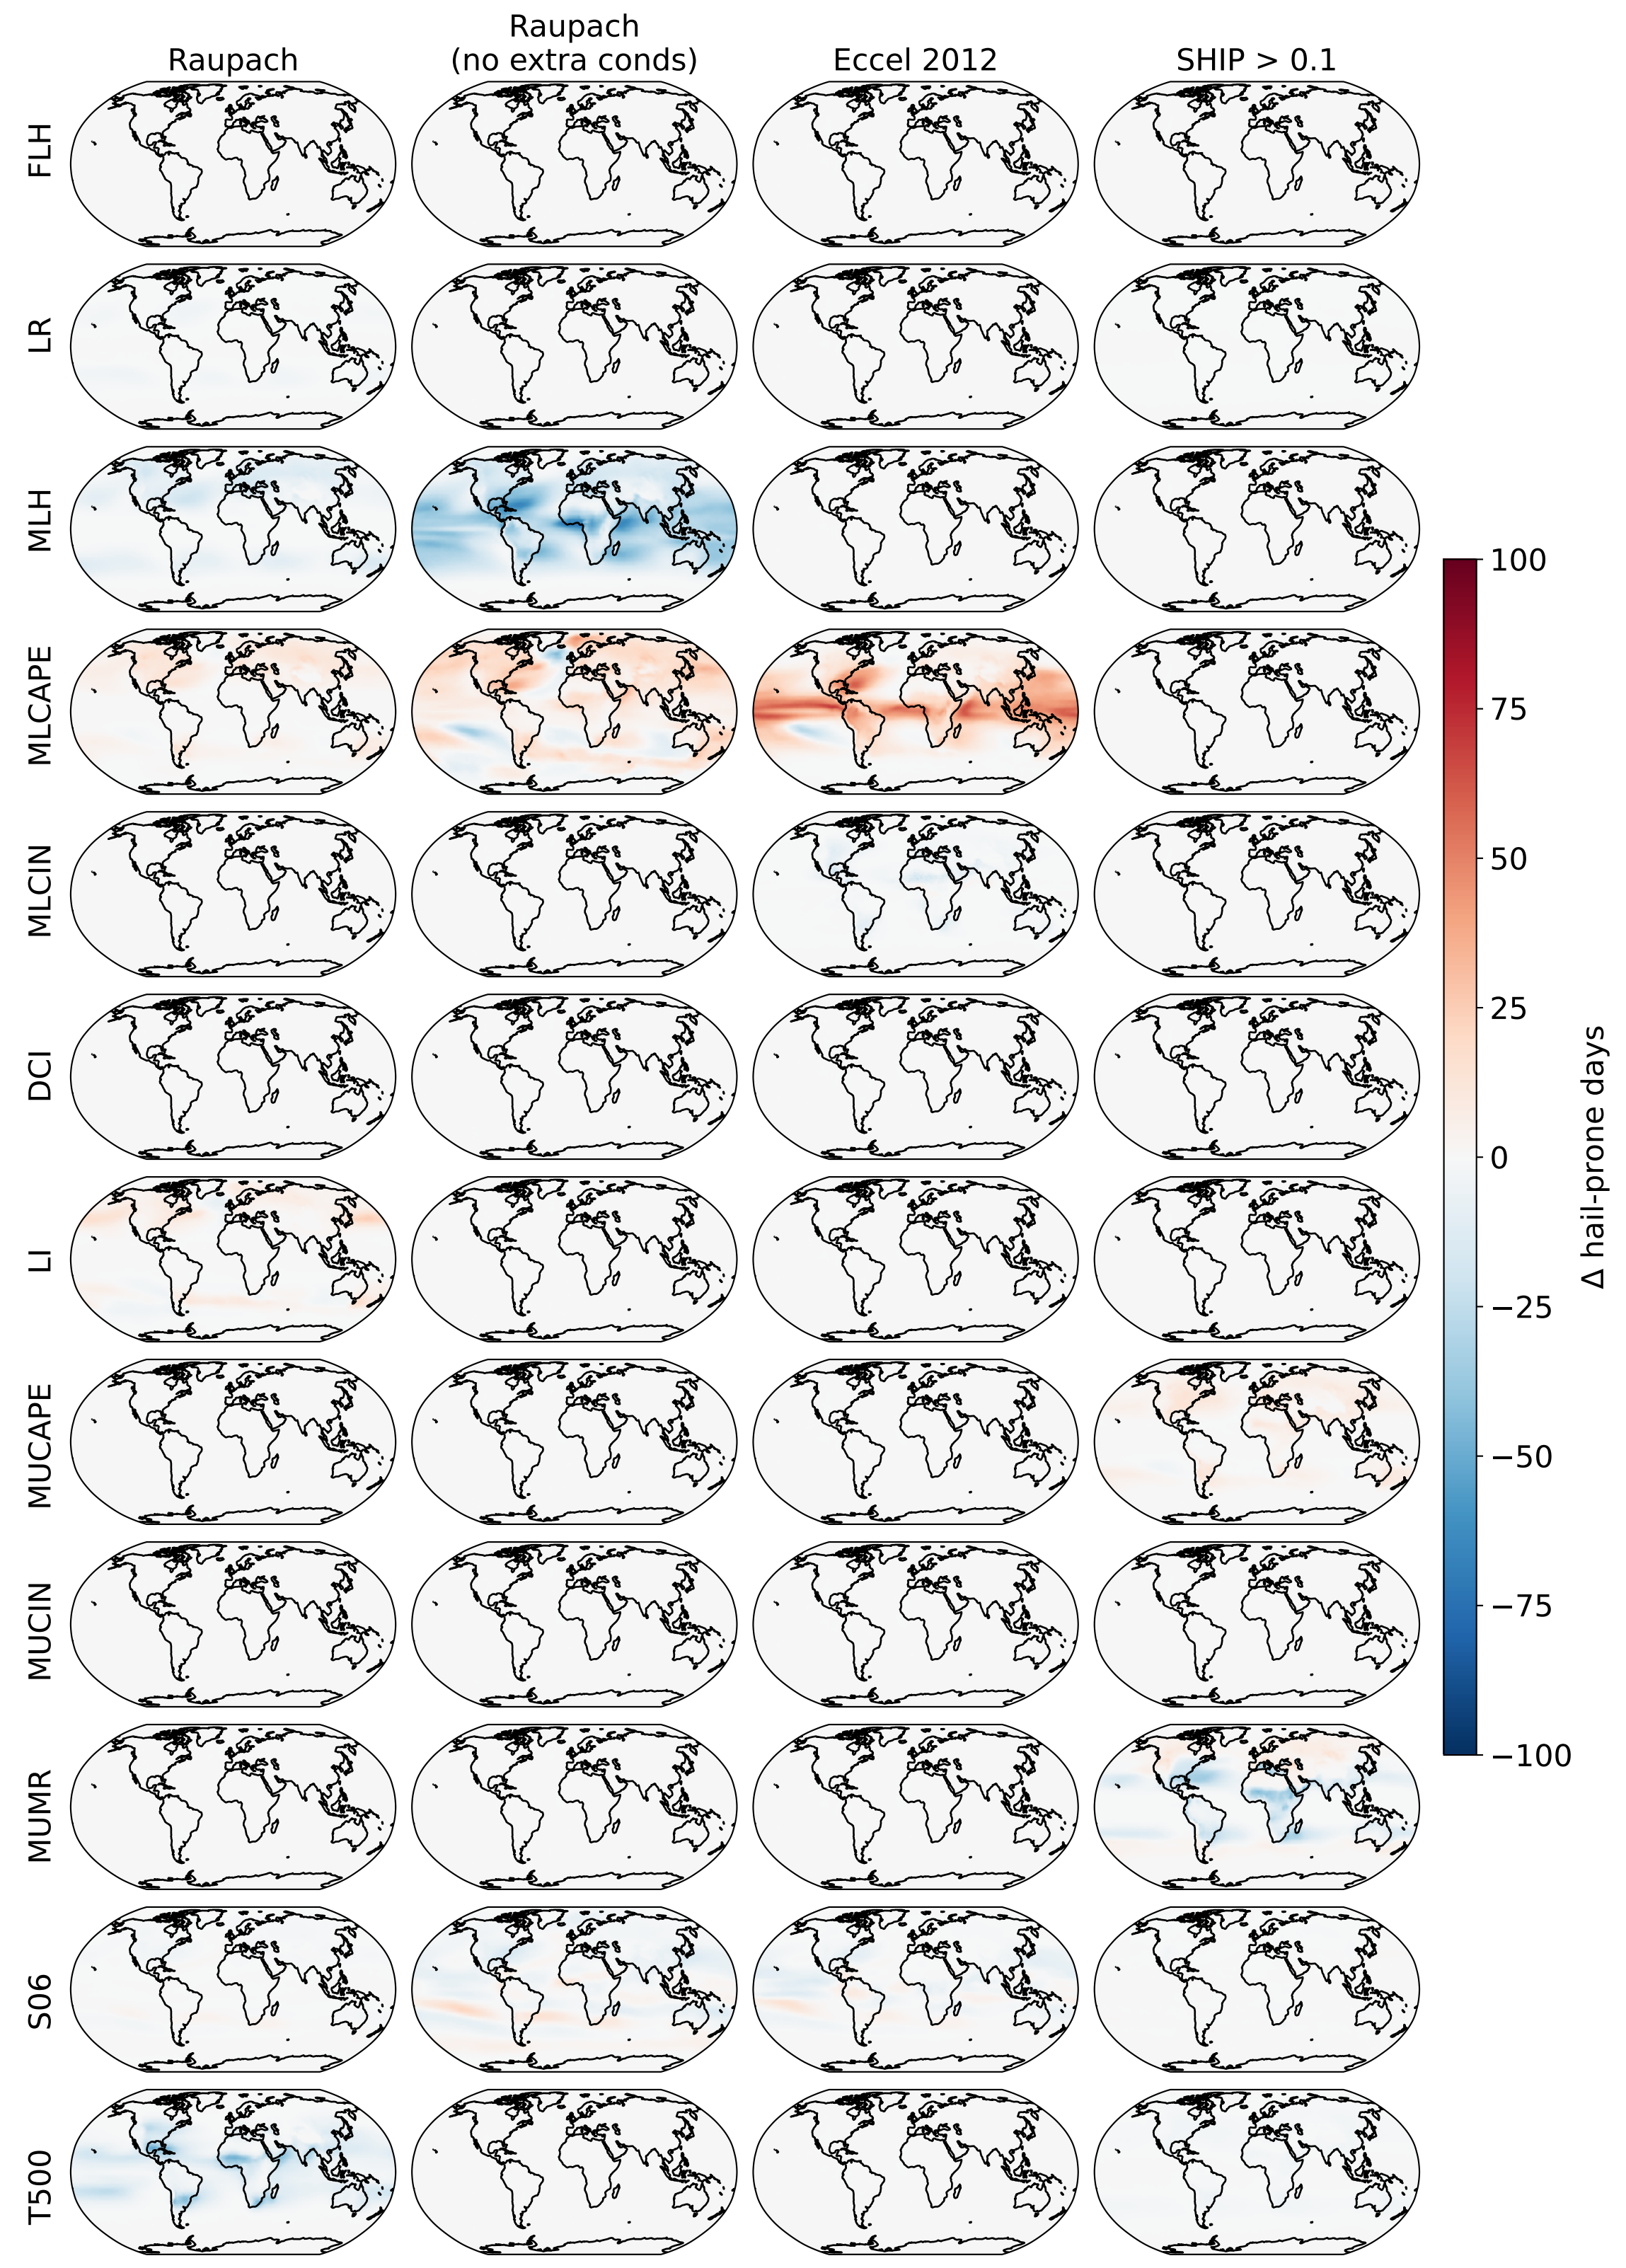 Raupach
Raupach
(no extra conds)
Eccel 2012
SHIP > 0.1
FLH
LR
MLH
MLCAPE
MLCIN
DCI
LI
MUCAPE
MUCIN
MUMR
S06
T500
100
75
50
25
0
−25
−50
−75
−100
Δ hail-prone days